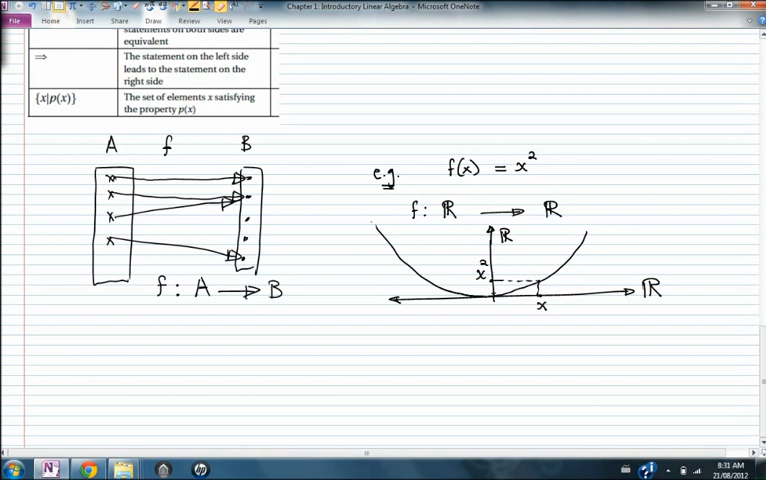 Chapter 1: Introductory Linear Algebra - Microsoft OneNote
File Home Insert Share Draw Review View Pages
statements on both sides are
equivalent
⇒ The statement on the left side
leads to the statement on the
right side
{x|p(x)} The set of elements x satisfying
the property p(x)
A f B
e.g. f(x) = x²
f: ℝ → ℝ
ℝ
x²
x
ℝ
f : A → B
8:31 AM
21/08/2012